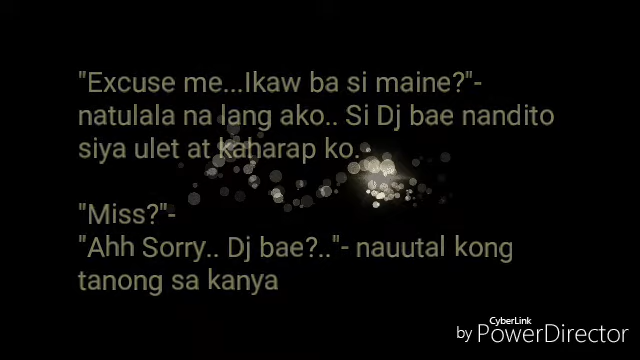 "Excuse me...Ikaw ba si maine?"-
natulala na lang ako.. Si Dj bae nandito
siya ulet at kaharap ko..
"Miss?"-
"Ahh Sorry.. Dj bae?.."- nauutal kong
tanong sa kanya
CyberLink
by PowerDirector